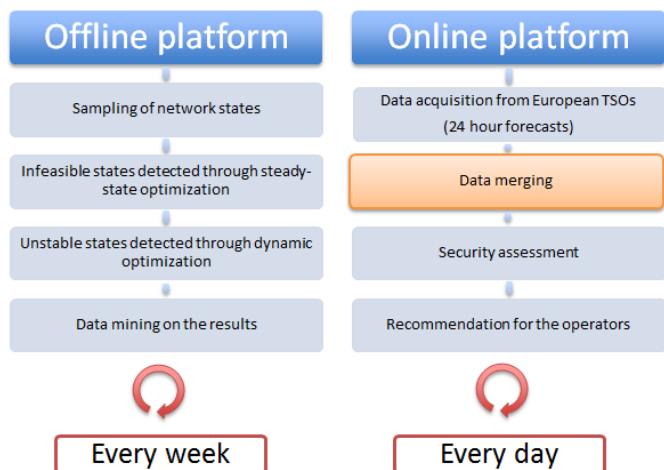 Offline platform
Sampling of network states
Infeasible states detected through steady-
state optimization
Unstable states detected through dynamic
optimization
Data mining on the results
Every week
Online platform
Data acquisition from European TSOs
(24 hour forecasts)
Data merging
Security assessment
Recommendation for the operators
Every day